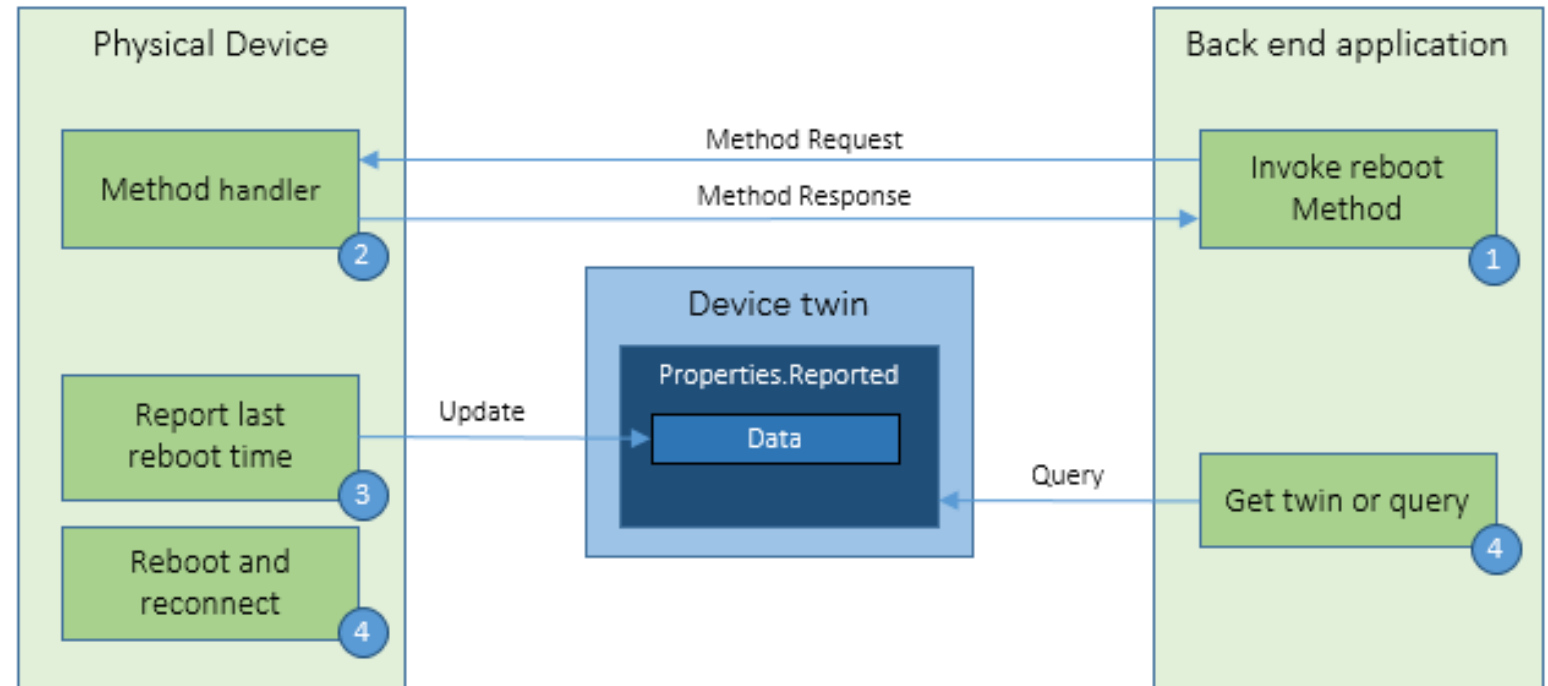 Physical Device
Back end application
Method Request
Method handler
Invoke reboot
Method
Method Response
2
1
Device twin
Properties.Reported
Data
Report last
reboot time
Update
3
Query
Get twin or query
4
Reboot and
reconnect
4